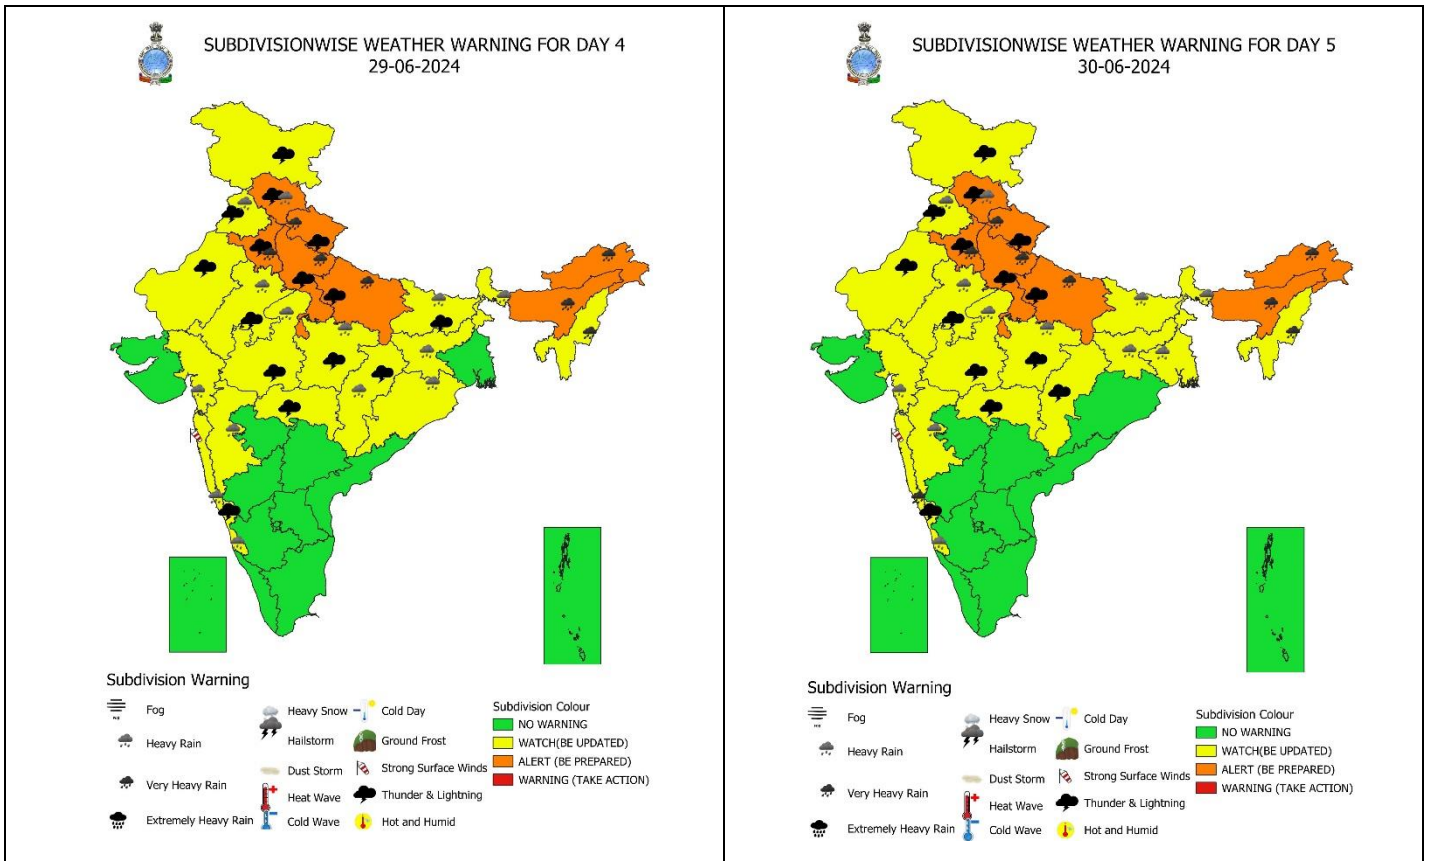 SUBDIVISIONWISE WEATHER WARNING FOR DAY 4
29-06-2024
Subdivision Warning
Fog
Heavy Rain
Very Heavy Rain
Extremely Heavy Rain
Heavy Snow
Hailstorm
Dust Storm
Heat Wave
Cold Wave
Cold Day
Ground Frost
Strong Surface Winds
Thunder & Lightning
Hot and Humid
Subdivision Colour
NO WARNING
WATCH(BE UPDATED)
ALERT (BE PREPARED)
WARNING (TAKE ACTION)
SUBDIVISIONWISE WEATHER WARNING FOR DAY 5
30-06-2024
Subdivision Warning
Fog
Heavy Rain
Very Heavy Rain
Extremely Heavy Rain
Heavy Snow
Hailstorm
Dust Storm
Heat Wave
Cold Wave
Cold Day
Ground Frost
Strong Surface Winds
Thunder & Lightning
Hot and Humid
Subdivision Colour
NO WARNING
WATCH(BE UPDATED)
ALERT (BE PREPARED)
WARNING (TAKE ACTION)